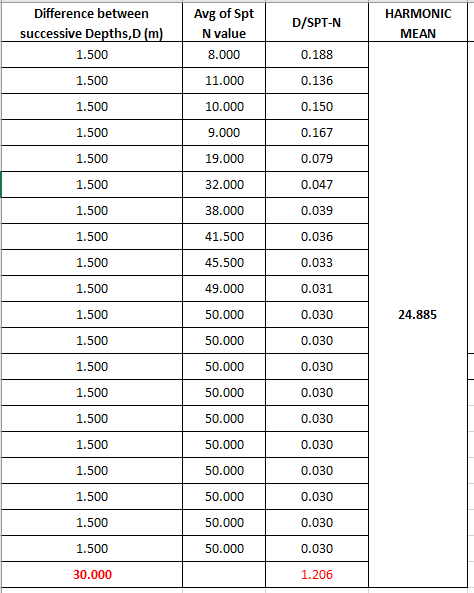 Difference between successive Depths,D (m) Avg of Spt N value D/SPT-N HARMONIC MEAN
1.500 8.000 0.188
1.500 11.000 0.136
1.500 10.000 0.150
1.500 9.000 0.167
1.500 19.000 0.079
1.500 32.000 0.047
1.500 38.000 0.039
1.500 41.500 0.036
1.500 45.500 0.033
1.500 49.000 0.031
1.500 50.000 0.030 24.885
1.500 50.000 0.030
1.500 50.000 0.030
1.500 50.000 0.030
1.500 50.000 0.030
1.500 50.000 0.030
1.500 50.000 0.030
1.500 50.000 0.030
1.500 50.000 0.030
1.500 50.000 0.030
30.000 1.206